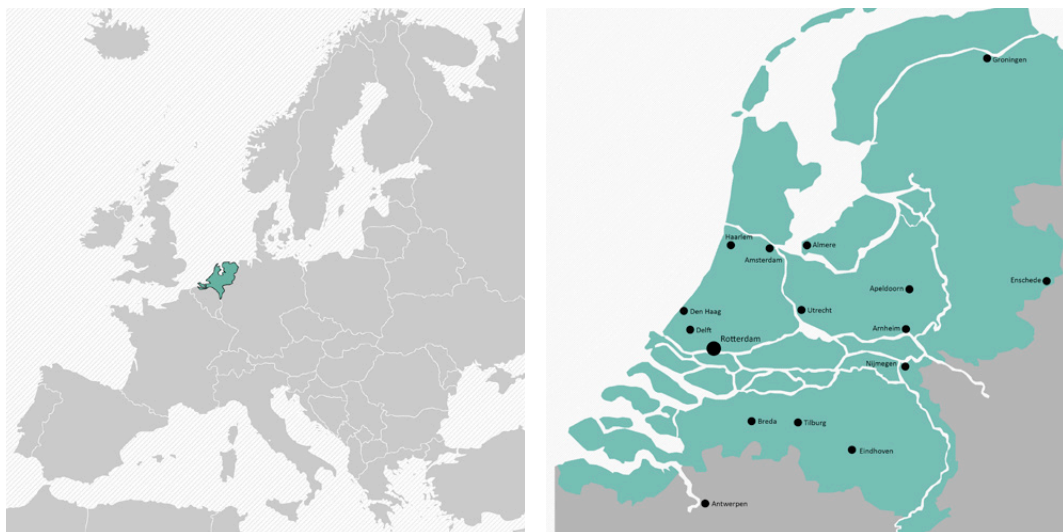 Groningen
Haarlem
Amsterdam
Almere
Enschede
Apeldoorn
Den Haag
Utrecht
Delft
Arnheim
Rotterdam
Nijmegen
Breda
Tilburg
Eindhoven
Antwerpen